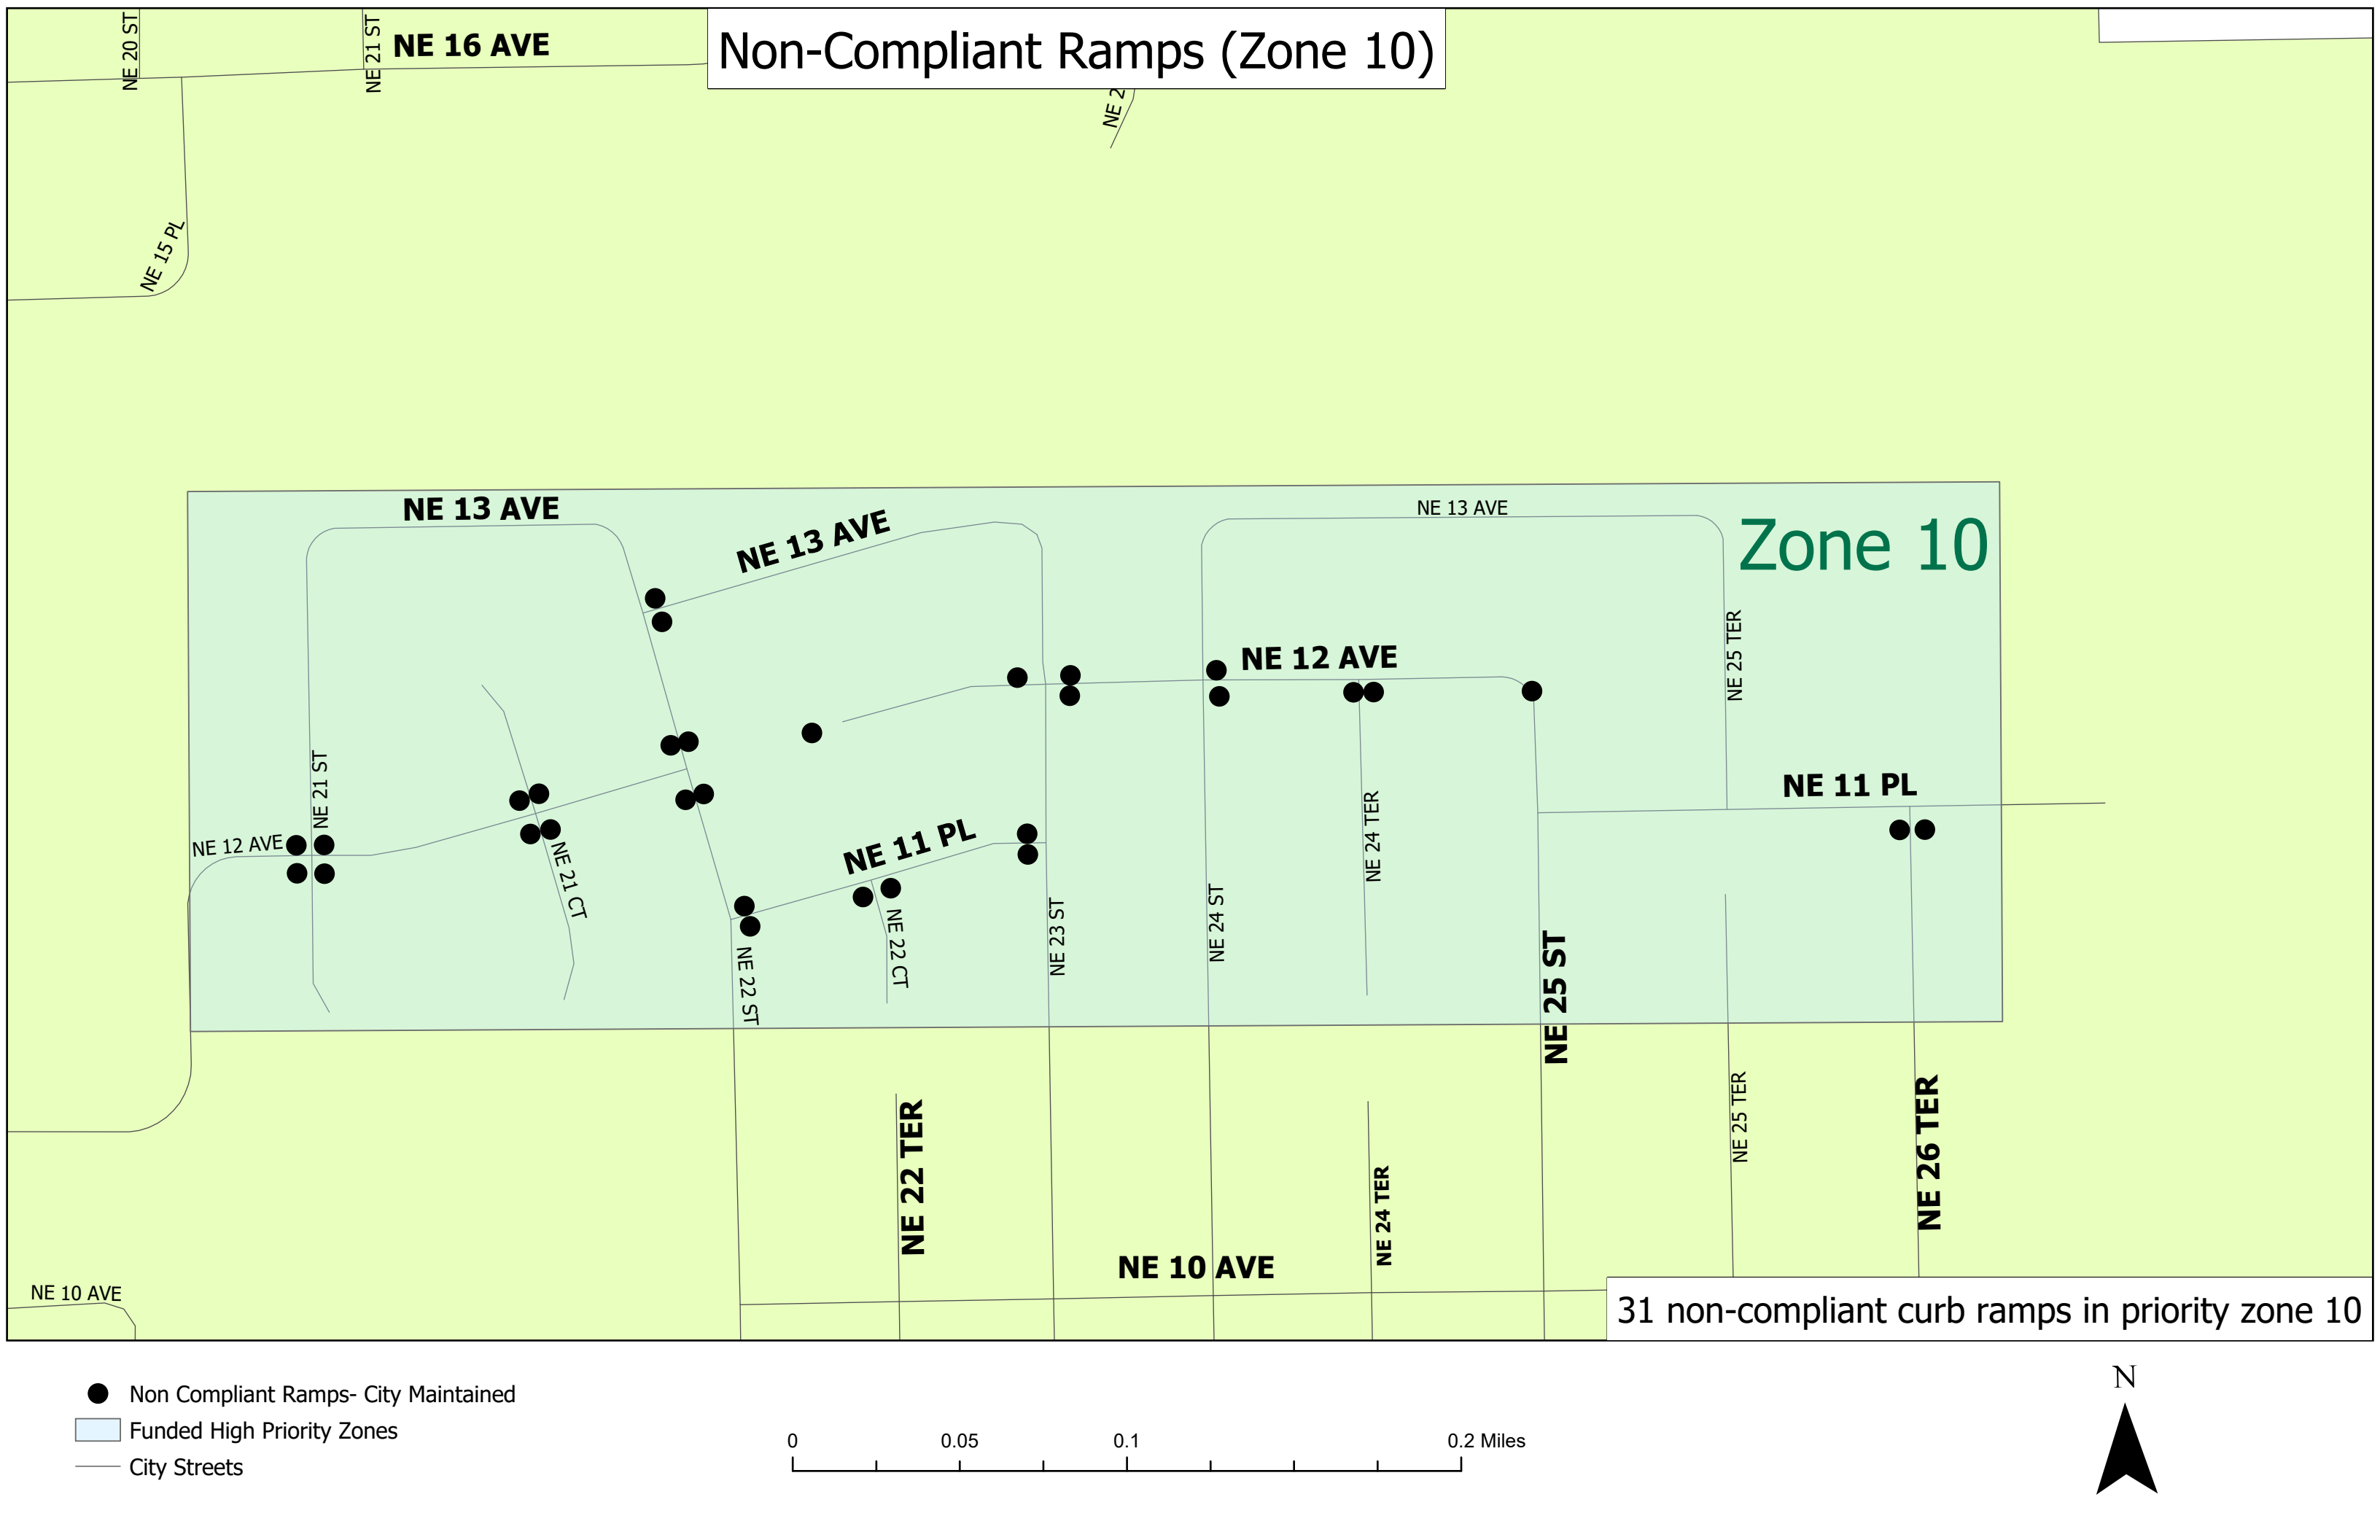 NE 20 ST
NE 21 ST
NE 16 AVE
Non-Compliant Ramps (Zone 10)
NE 2
NE 15 PL
NE 13 AVE
NE 13 AVE
NE 13 AVE
Zone 10
NE 12 AVE
NE 25 TER
NE 21 ST
NE 11 PL
NE 12 AVE
NE 11 PL
NE 24 TER
NE 21 CT
NE 22 CT
NE 23 ST
NE 24 ST
NE 22 ST
NE 25 ST
NE 22 TER
NE 25 TER
NE 26 TER
NE 24 TER
NE 10 AVE
NE 10 AVE
31 non-compliant curb ramps in priority zone 10
Non Compliant Ramps- City Maintained
Funded High Priority Zones
City Streets
0 0.05 0.1 0.2 Miles
N